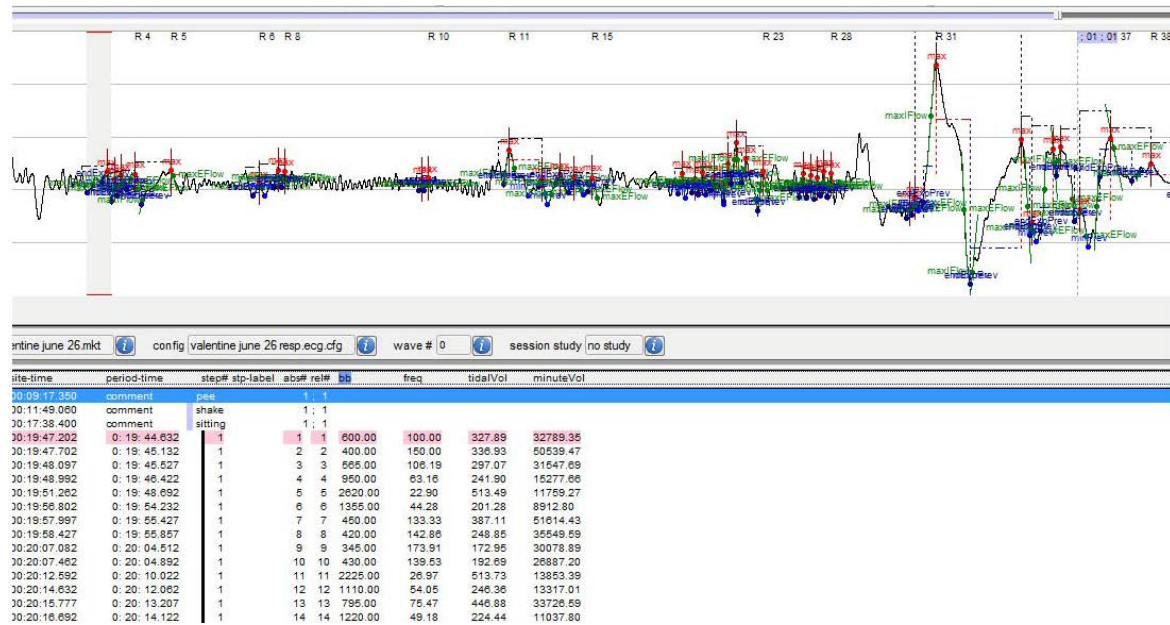 R 4 R 5 R 6 R 8 R 10 R 11 R 15 R 23 R 28 R 31 ; 01 ; 01 37 R 38
max
maxIFlow
maxEFlow
entine june 26.mkt config valentine june 26 resp.ecg.cfg wave # 0 session study no study
site-time period-time step# stp-label abs# rel# bb freq tidalVol minuteVol
00:09:17.350 comment pee 1 ; 1
00:11:49.060 comment shake 1 ; 1
00:17:38.400 comment sitting 1 ; 1
00:19:47.202 0: 19: 44.632 1 1 1 600.00 100.00 327.89 32789.35
00:19:47.702 0: 19: 45.132 1 2 2 400.00 150.00 336.93 50539.47
00:19:48.097 0: 19: 45.527 1 3 3 565.00 106.19 297.07 31547.69
00:19:48.992 0: 19: 46.422 1 4 4 950.00 63.16 241.90 15277.66
00:19:51.262 0: 19: 48.692 1 5 5 2620.00 22.90 513.49 11759.27
00:19:56.802 0: 19: 54.232 1 6 6 1355.00 44.28 201.28 8912.80
00:19:57.997 0: 19: 55.427 1 7 7 450.00 133.33 387.11 51614.43
00:19:58.427 0: 19: 55.857 1 8 8 420.00 142.86 248.85 35549.59
00:20:07.082 0: 20: 04.512 1 9 9 345.00 173.91 172.95 30078.89
00:20:07.462 0: 20: 04.892 1 10 10 430.00 139.53 192.69 26887.20
00:20:12.592 0: 20: 10.022 1 11 11 2225.00 26.97 513.73 13853.39
00:20:14.632 0: 20: 12.062 1 12 12 1110.00 54.05 246.36 13317.01
00:20:15.777 0: 20: 13.207 1 13 13 795.00 75.47 446.88 33726.59
00:20:16.692 0: 20: 14.122 1 14 14 1220.00 49.18 224.44 11037.80